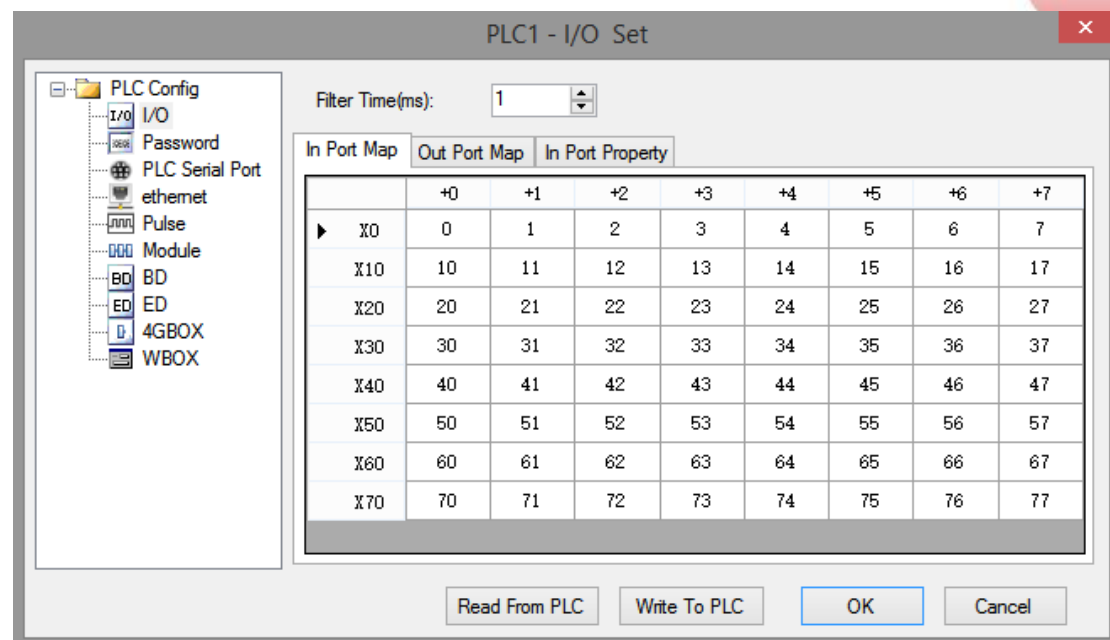 PLC1 - I/O Set
PLC Config
I/O I/O
Password
PLC Serial Port
ethernet
Pulse
Module
BD BD
ED ED
4GBOX
WBOX
Filter Time(ms): 1
In Port Map Out Port Map In Port Property
+0 +1 +2 +3 +4 +5 +6 +7
X0 0 1 2 3 4 5 6 7
X10 10 11 12 13 14 15 16 17
X20 20 21 22 23 24 25 26 27
X30 30 31 32 33 34 35 36 37
X40 40 41 42 43 44 45 46 47
X50 50 51 52 53 54 55 56 57
X60 60 61 62 63 64 65 66 67
X70 70 71 72 73 74 75 76 77
Read From PLC Write To PLC OK Cancel